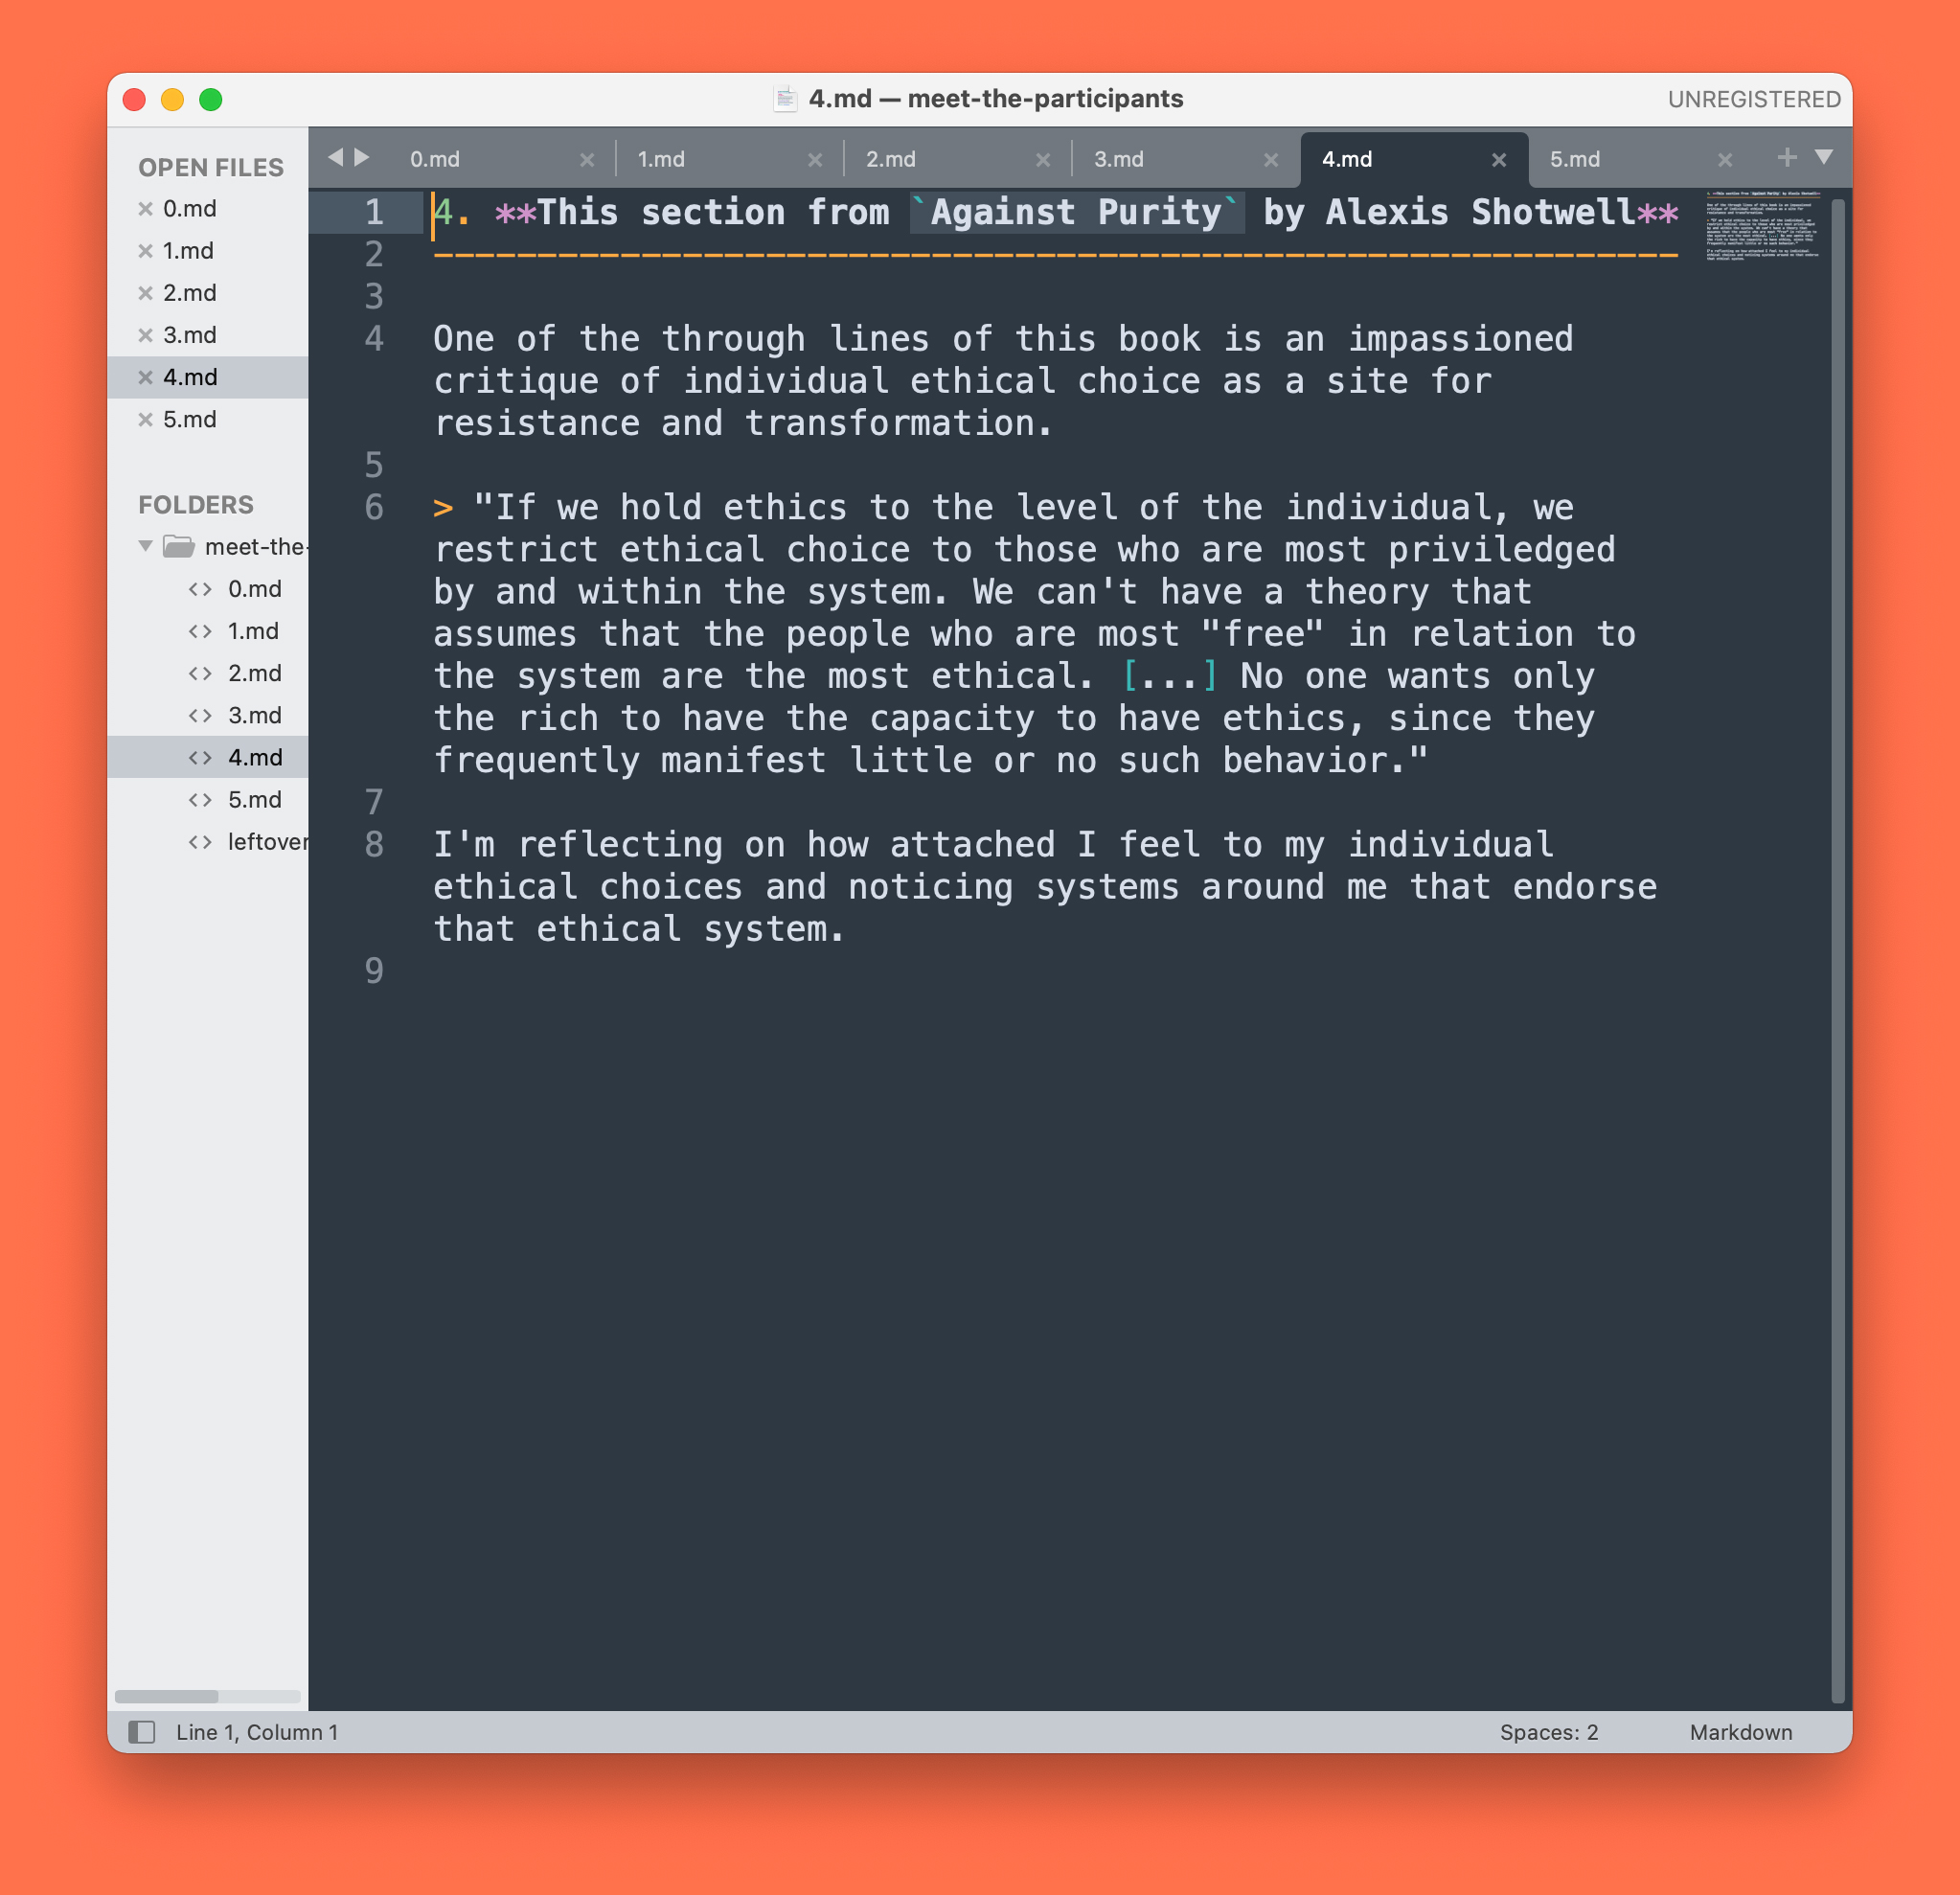 4.md — meet-the-participants
UNREGISTERED
OPEN FILES
0.md
1.md
2.md
3.md
4.md
5.md
FOLDERS
meet-the-
<> 0.md
<> 1.md
<> 2.md
<> 3.md
<> 4.md
<> 5.md
<> leftover
0.md 1.md 2.md 3.md 4.md 5.md
1 4. **This section from `Against Purity` by Alexis Shotwell**
2 ------------------------------------------------------------
3
4 One of the through lines of this book is an impassioned
critique of individual ethical choice as a site for
resistance and transformation.
5
6 > "If we hold ethics to the level of the individual, we
restrict ethical choice to those who are most priviledged
by and within the system. We can't have a theory that
assumes that the people who are most "free" in relation to
the system are the most ethical. [...] No one wants only
the rich to have the capacity to have ethics, since they
frequently manifest little or no such behavior."
7
8 I'm reflecting on how attached I feel to my individual
ethical choices and noticing systems around me that endorse
that ethical system.
9
Line 1, Column 1
Spaces: 2
Markdown